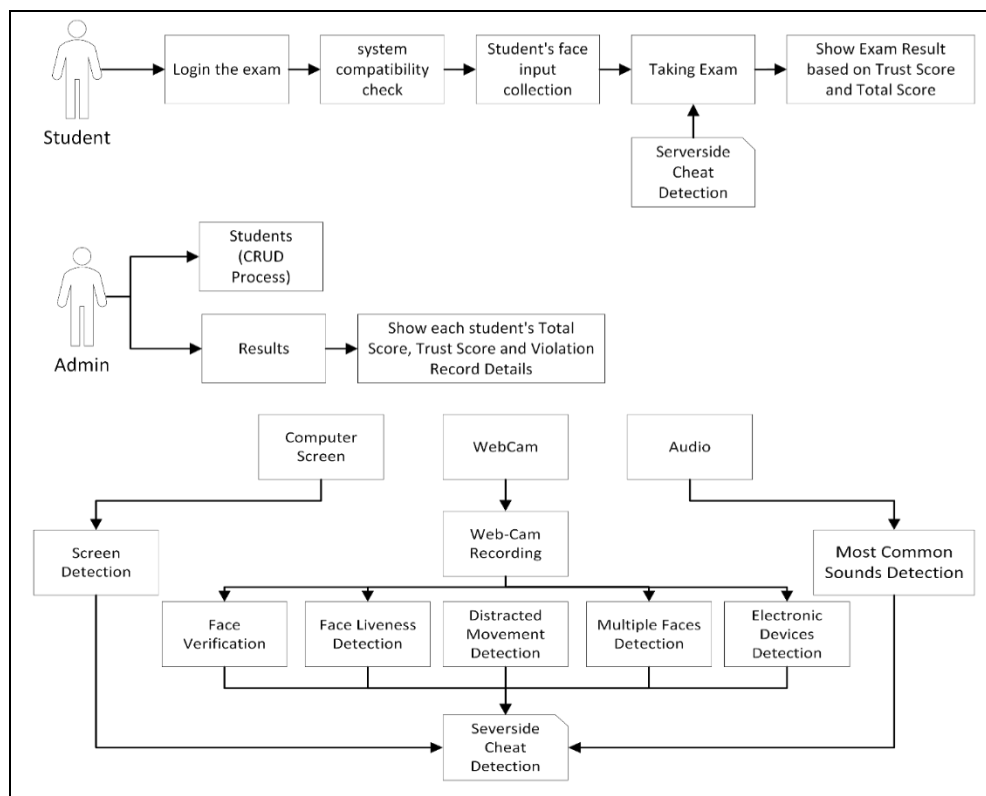 Student
Login the exam
system
compatibility
check
Student's face
input
collection
Taking Exam
Show Exam Result
based on Trust Score
and Total Score
Serverside
Cheat
Detection
Admin
Students
(CRUD
Process)
Results
Show each student's Total
Score, Trust Score and Violation
Record Details
Computer
Screen
WebCam
Audio
Screen
Detection
Web-Cam
Recording
Most Common
Sounds Detection
Face
Verification
Face Liveness
Detection
Distracted
Movement
Detection
Multiple Faces
Detection
Electronic
Devices
Detection
Severside
Cheat
Detection